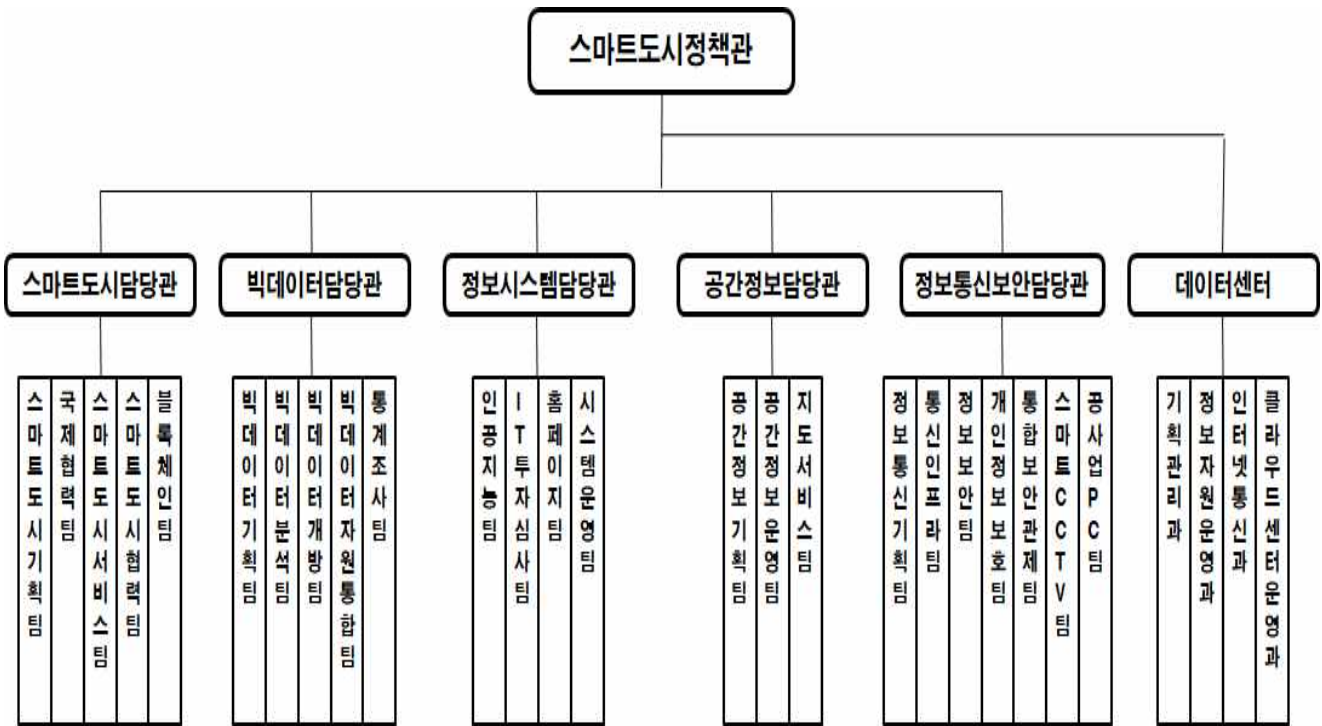 스마트도시정책관
스마트도시담당관
빅데이터담당관
정보시스템담당관
공간정보담당관
정보통신보안담당관
데이터센터
스마트도시기획팀
국제협력팀
스마트도시서비스팀
스마트도시협력팀
블록체인팀
빅데이터기획팀
빅데이터분석팀
빅데이터개방팀
빅데이터자원통합팀
통계조사팀
인공지능팀
IT투자심사팀
홈페이지팀
시스템운영팀
공간정보기획팀
공간정보운영팀
지도서비스팀
정보통신기획팀
통신인프라팀
정보보안팀
개인정보보호팀
통합보안관제팀
스마트CCTV팀
공사업PC팀
기획관리과
정보자원운영과
인터넷통신과
클라우드센터운영과